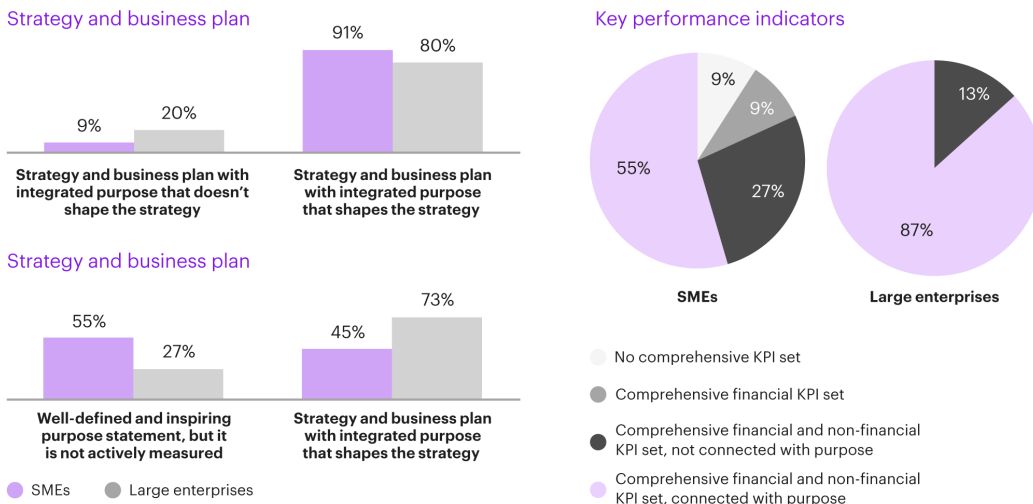 Strategy and business plan
91%
80%
9%
20%
Strategy and business plan with
integrated purpose that doesn’t
shape the strategy
Strategy and business plan
with integrated purpose
that shapes the strategy
Strategy and business plan
55%
27%
45%
73%
Well-defined and inspiring
purpose statement, but it
is not actively measured
Strategy and business plan
with integrated purpose
that shapes the strategy
SMEs
Large enterprises
Key performance indicators
9%
9%
27%
55%
SMEs
13%
87%
Large enterprises
No comprehensive KPI set
Comprehensive financial KPI set
Comprehensive financial and non-financial
KPI set, not connected with purpose
Comprehensive financial and non-financial
KPI set, connected with purpose